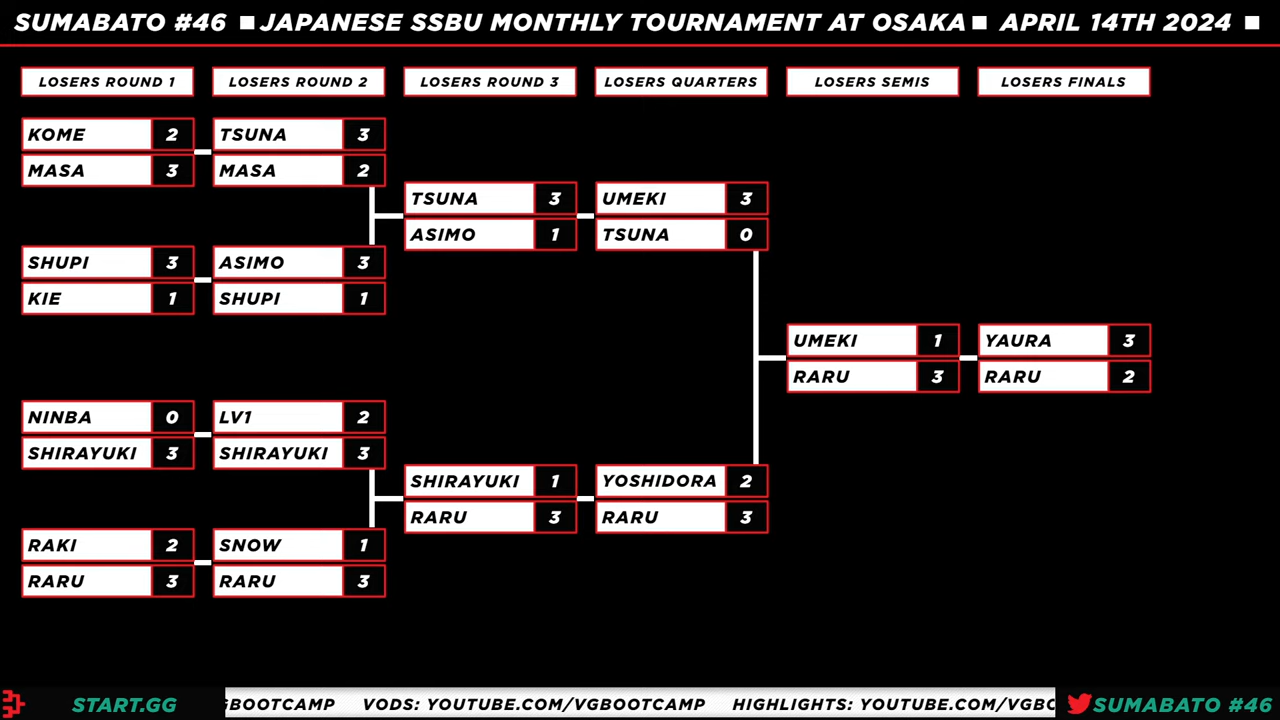 SUMABATO #46 ■ JAPANESE SSBU MONTHLY TOURNAMENT AT OSAKA ■ APRIL 14TH 2024 ■
LOSERS ROUND 1
LOSERS ROUND 2
LOSERS ROUND 3
LOSERS QUARTERS
LOSERS SEMIS
LOSERS FINALS
KOME 2
MASA 3
SHUPI 3
KIE 1
NINBA 0
SHIRAYUKI 3
RAKI 2
RARU 3
TSUNA 3
MASA 2
ASIMO 3
SHUPI 1
LV1 2
SHIRAYUKI 3
SNOW 1
RARU 3
TSUNA 3
ASIMO 1
SHIRAYUKI 1
RARU 3
UMEKI 3
TSUNA 0
YOSHIDORA 2
RARU 3
UMEKI 1
RARU 3
YAURA 3
RARU 2
START.GG
GBOOTCAMP VODS: YOUTUBE.COM/VGBOOTCAMP HIGHLIGHTS: YOUTUBE.COM/VGBC
SUMABATO #46